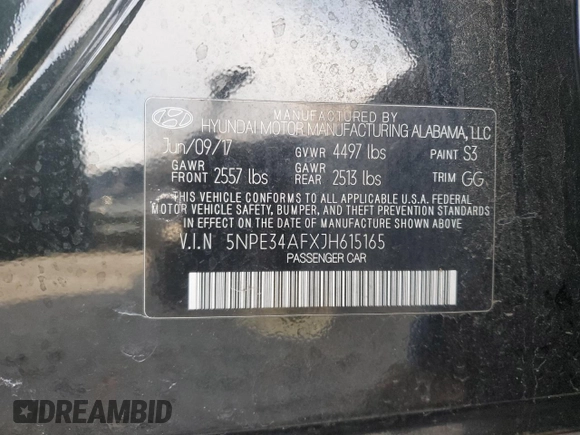 MANUFACTURED BY
HYUNDAI MOTOR MANUFACTURING ALABAMA, LLC
Jun/09/17 GVWR 4497 lbs PAINT S3
GAWR FRONT 2557 lbs GAWR REAR 2513 lbs TRIM GG
THIS VEHICLE CONFORMS TO ALL APPLICABLE U.S.A. FEDERAL
MOTOR VEHICLE SAFETY, BUMPER, AND THEFT PREVENTION STANDARDS
IN EFFECT ON THE DATE OF MANUFACTURE SHOWN ABOVE
V.I.N 5NPE34AFXJH615165
PASSENGER CAR
DREAMBID